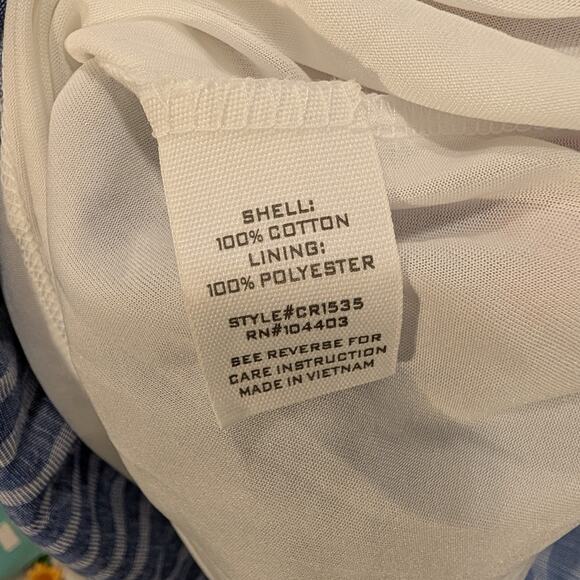 SHELL:
100% COTTON
LINING:
100% POLYESTER
STYLE#CR1535
RN#104403
SEE REVERSE FOR
CARE INSTRUCTION
MADE IN VIETNAM